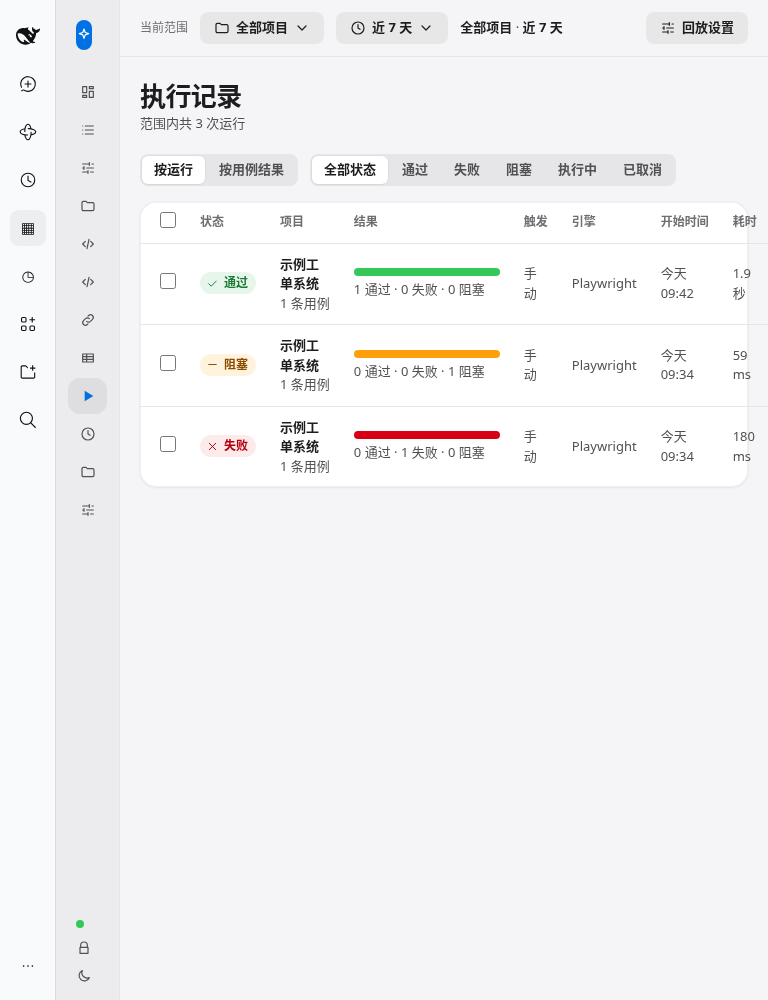 当前范围
全部项目
近 7 天
全部项目 · 近 7 天
回放设置
执行记录
范围内共 3 次运行
按运行
按用例结果
全部状态
通过
失败
阻塞
执行中
已取消
状态
项目
结果
触发
引擎
开始时间
耗时
通过
示例工
单系统
1 条用例
1 通过 · 0 失败 · 0 阻塞
手
动
Playwright
今天
09:42
1.9
秒
阻塞
示例工
单系统
1 条用例
0 通过 · 0 失败 · 1 阻塞
手
动
Playwright
今天
09:34
59
ms
失败
示例工
单系统
1 条用例
0 通过 · 1 失败 · 0 阻塞
手
动
Playwright
今天
09:34
180
ms